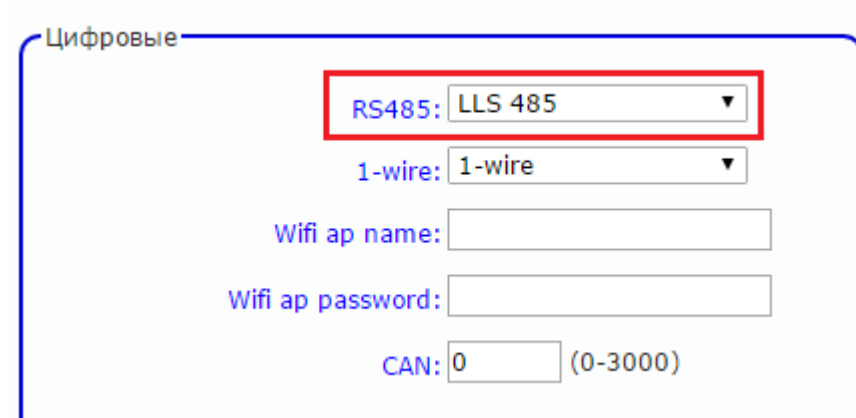 Цифровые
RS485: LLS 485
1-wire: 1-wire
Wifi ap name:
Wifi ap password:
CAN: 0 (0-3000)